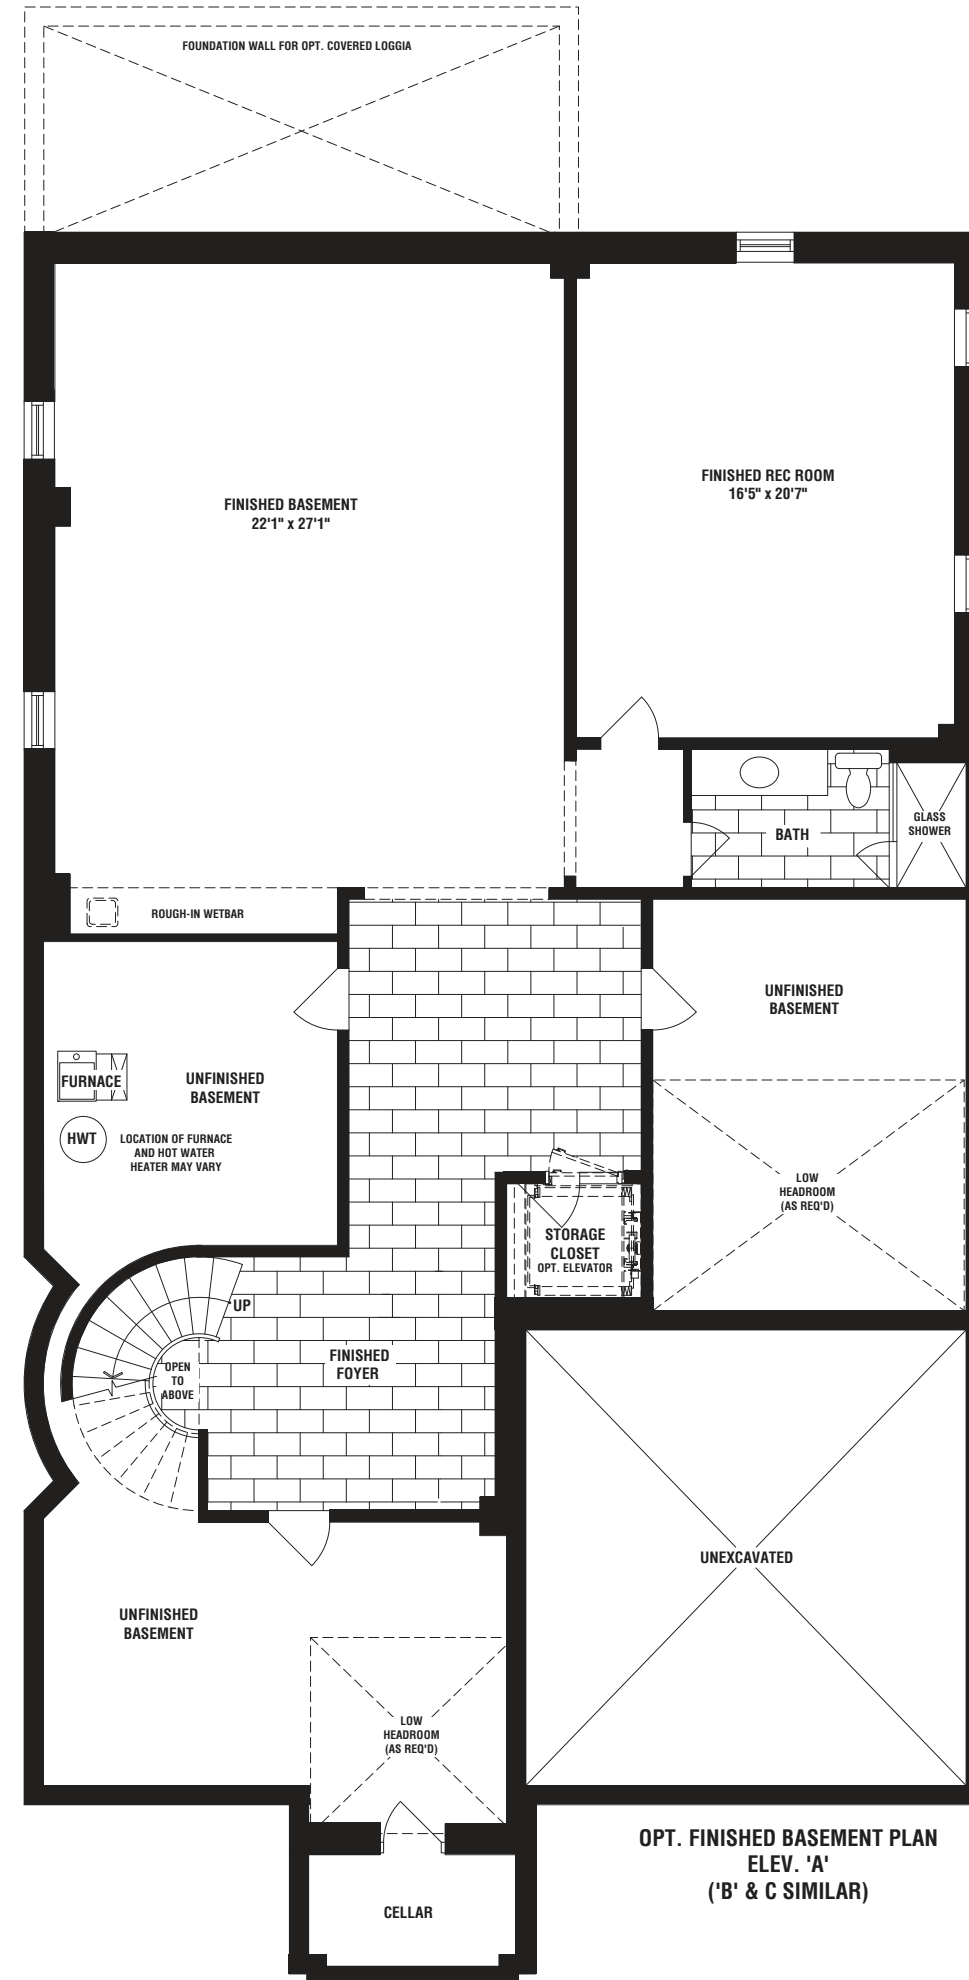 FOUNDATION WALL FOR OPT. COVERED LOGGIA
FINISHED REC ROOM
16'5" x 20'7"
FINISHED BASEMENT
22'1" x 27'1"
GLASS
SHOWER
BATH
ROUGH-IN WETBAR
UNFINISHED
BASEMENT
FURNACE
UNFINISHED
BASEMENT
HWT
LOCATION OF FURNACE
AND HOT WATER
HEATER MAY VARY
LOW
HEADROOM
(AS REQ'D)
STORAGE
CLOSET
OPT. ELEVATOR
UP
OPEN
TO
ABOVE
FINISHED
FOYER
UNEXCAVATED
UNFINISHED
BASEMENT
LOW
HEADROOM
(AS REQ'D)
OPT. FINISHED BASEMENT PLAN
ELEV. 'A'
('B' & C SIMILAR)
CELLAR